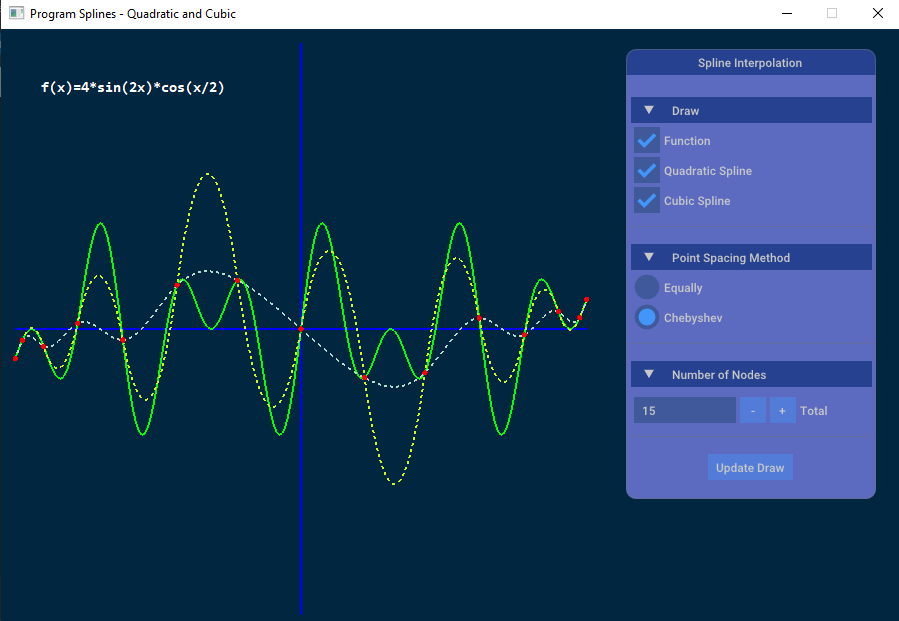 Program Splines - Quadratic and Cubic
f(x)=4*sin(2x)*cos(x/2)
Spline Interpolation
Draw
Function
Quadratic Spline
Cubic Spline
Point Spacing Method
Equally
Chebyshev
Number of Nodes
15 - + Total
Update Draw